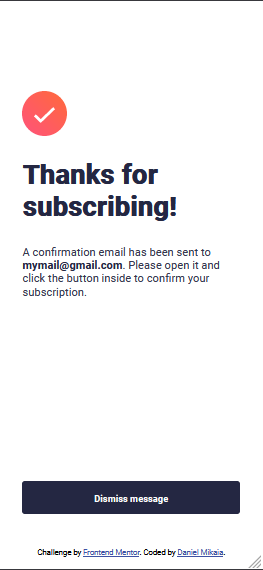 Thanks for
subscribing!
A confirmation email has been sent to
mymail@gmail.com. Please open it and
click the button inside to confirm your
subscription.
Dismiss message
Challenge by Frontend Mentor. Coded by Daniel Mikaia.